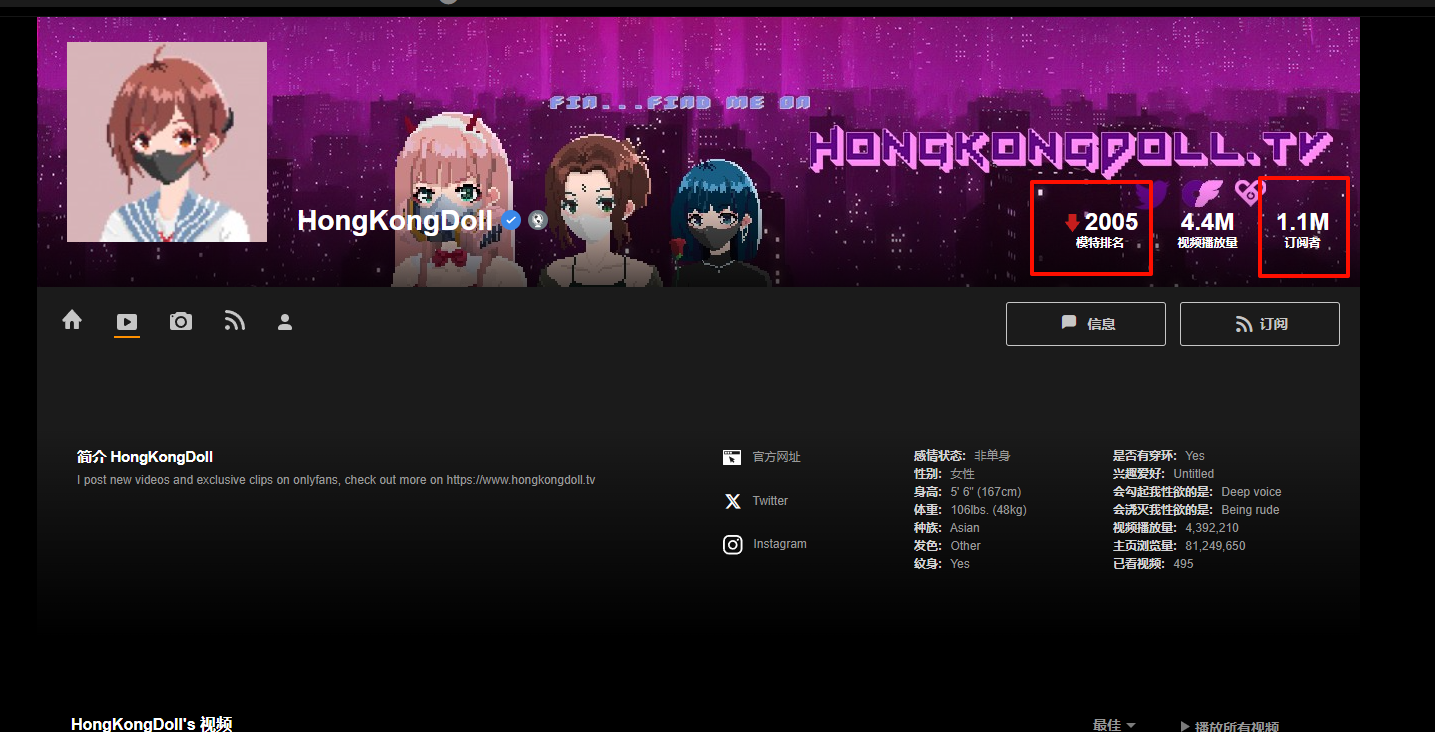 FIN...FIND ME ON
HONGKONGDOLL.TV
HongKongDoll
2005
模特排名
4.4M
视频播放量
1.1M
订阅者
信息
订阅
简介 HongKongDoll
I post new videos and exclusive clips on onlyfans, check out more on https://www.hongkongdoll.tv
官方网址
Twitter
Instagram
感情状态: 非单身
性别: 女性
身高: 5' 6" (167cm)
体重: 106lbs. (48kg)
种族: Asian
发色: Other
纹身: Yes
是否有穿环: Yes
兴趣爱好: Untitled
会勾起我性欲的是: Deep voice
会浇灭我性欲的是: Being rude
视频播放量: 4,392,210
主页浏览量: 81,249,650
已看视频: 495
HongKongDoll's 视频
最佳
播放所有视频